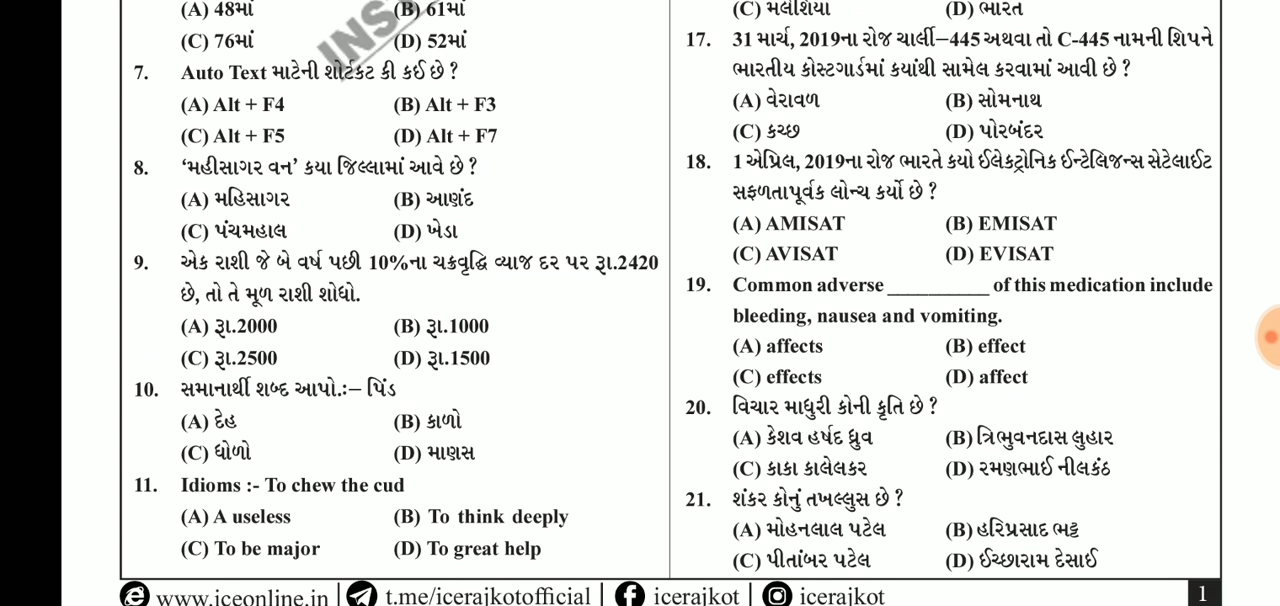 (A) 48માં (B) 61માં
(C) 76માં (D) 52માં
7. Auto Text માટેની શોર્ટકટ કી કઈ છે ?
(A) Alt + F4 (B) Alt + F3
(C) Alt + F5 (D) Alt + F7
8. ‘મહીસાગર વન’ કયા જિલ્લામાં આવે છે ?
(A) મહિસાગર (B) આણંદ
(C) પંચમહાલ (D) ખેડા
9. એક રાશી જે બે વર્ષ પછી 10%ના ચક્રવૃદ્ધિ વ્યાજ દર પર રૂા.2420
છે, તો તે મૂળ રાશી શોધો.
(A) રૂા.2000 (B) રૂા.1000
(C) રૂા.2500 (D) રૂા.1500
10. સમાનાર્થી શબ્દ આપો.:– પિંડ
(A) દેહ (B) કાળો
(C) ધોળો (D) માણસ
11. Idioms :- To chew the cud
(A) A useless (B) To think deeply
(C) To be major (D) To great help
(C) મલેશિયા (D) ભારત
17. 31 માર્ચ, 2019ના રોજ ચાર્લી–445 અથવા તો C-445 નામની શિપને
ભારતીય કોસ્ટગાર્ડમાં કયાંથી સામેલ કરવામાં આવી છે ?
(A) વેરાવળ (B) સોમનાથ
(C) કચ્છ (D) પોરબંદર
18. 1 એપ્રિલ, 2019ના રોજ ભારતે કયો ઈલેકટ્રોનિક ઈન્ટેલિજન્સ સેટેલાઈટ
સફળતાપૂર્વક લોન્ચ કર્યો છે ?
(A) AMISAT (B) EMISAT
(C) AVISAT (D) EVISAT
19. Common adverse __________ of this medication include
bleeding, nausea and vomiting.
(A) affects (B) effect
(C) effects (D) affect
20. વિચાર માધુરી કોની કૃતિ છે ?
(A) કેશવ હર્ષદ ધ્રુવ (B) ત્રિભુવનદાસ લુહાર
(C) કાકા કાલેલકર (D) રમણભાઈ નીલકંઠ
21. શંકર કોનું તખલ્લુસ છે ?
(A) મોહનલાલ પટેલ (B) હરિપ્રસાદ ભટ્ટ
(C) પીતાંબર પટેલ (D) ઈચ્છારામ દેસાઈ
www.iceonline.in | t.me/icerajkotofficial | icerajkot | icerajkot 1